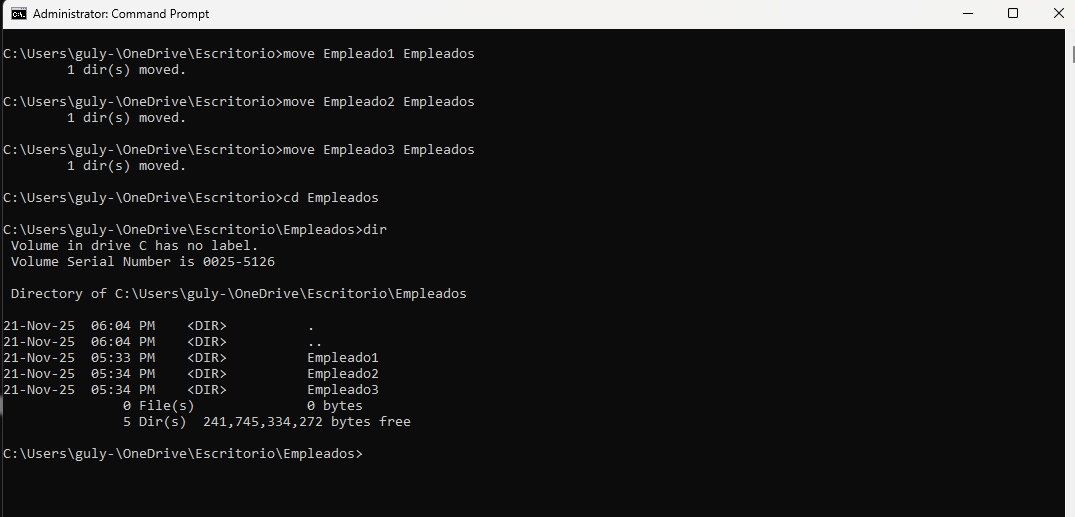 Administrator: Command Prompt
C:\Users\guly-\OneDrive\Escritorio>move Empleado1 Empleados
        1 dir(s) moved.
C:\Users\guly-\OneDrive\Escritorio>move Empleado2 Empleados
        1 dir(s) moved.
C:\Users\guly-\OneDrive\Escritorio>move Empleado3 Empleados
        1 dir(s) moved.
C:\Users\guly-\OneDrive\Escritorio>cd Empleados
C:\Users\guly-\OneDrive\Escritorio\Empleados>dir
 Volume in drive C has no label.
 Volume Serial Number is 0025-5126
 Directory of C:\Users\guly-\OneDrive\Escritorio\Empleados
21-Nov-25  06:04 PM    <DIR>          .
21-Nov-25  06:04 PM    <DIR>          ..
21-Nov-25  05:33 PM    <DIR>          Empleado1
21-Nov-25  05:34 PM    <DIR>          Empleado2
21-Nov-25  05:34 PM    <DIR>          Empleado3
               0 File(s)              0 bytes
               5 Dir(s)  241,745,334,272 bytes free
C:\Users\guly-\OneDrive\Escritorio\Empleados>